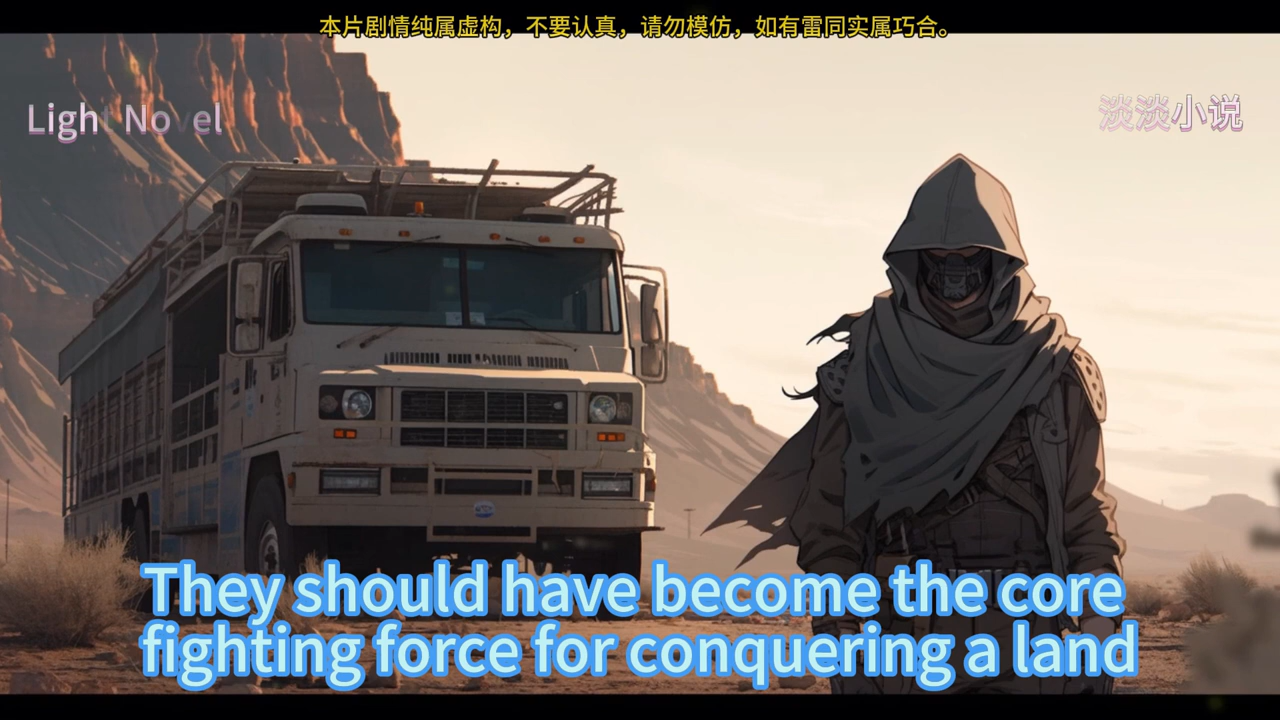 本片剧情纯属虚构，不要认真，请勿模仿，如有雷同实属巧合。
Light Novel
淡淡小说
They should have become the core
fighting force for conquering a land